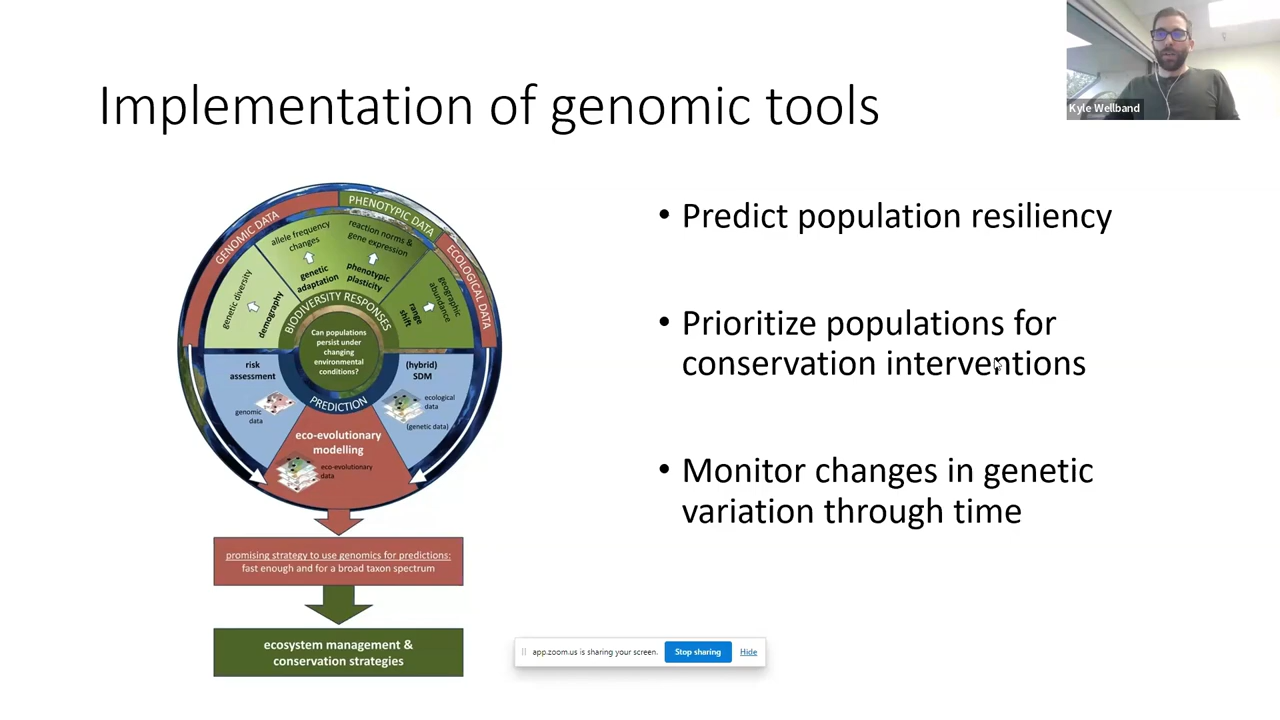 Kyle Wellband
Implementation of genomic tools
GENOMIC DATA
PHENOTYPIC DATA
ECOLOGICAL DATA
genetic diversity
demography
allele frequency
changes
genetic
adaptation
reaction norms &
gene expression
phenotypic
plasticity
geographic
abundance
range
shift
BIODIVERSITY RESPONSES
Can populations
persist under
changing
environmental
conditions?
PREDICTION
risk
assessment
genomic
data
(hybrid)
SDM
ecological
data
(genetic data)
eco-evolutionary
modelling
eco-evolutionary
data
promising strategy to use genomics for predictions:
fast enough and for a broad taxon spectrum
ecosystem management &
conservation strategies
• Predict population resiliency
• Prioritize populations for
conservation interventions
• Monitor changes in genetic
variation through time
app.zoom.us is sharing your screen.
Stop sharing
Hide